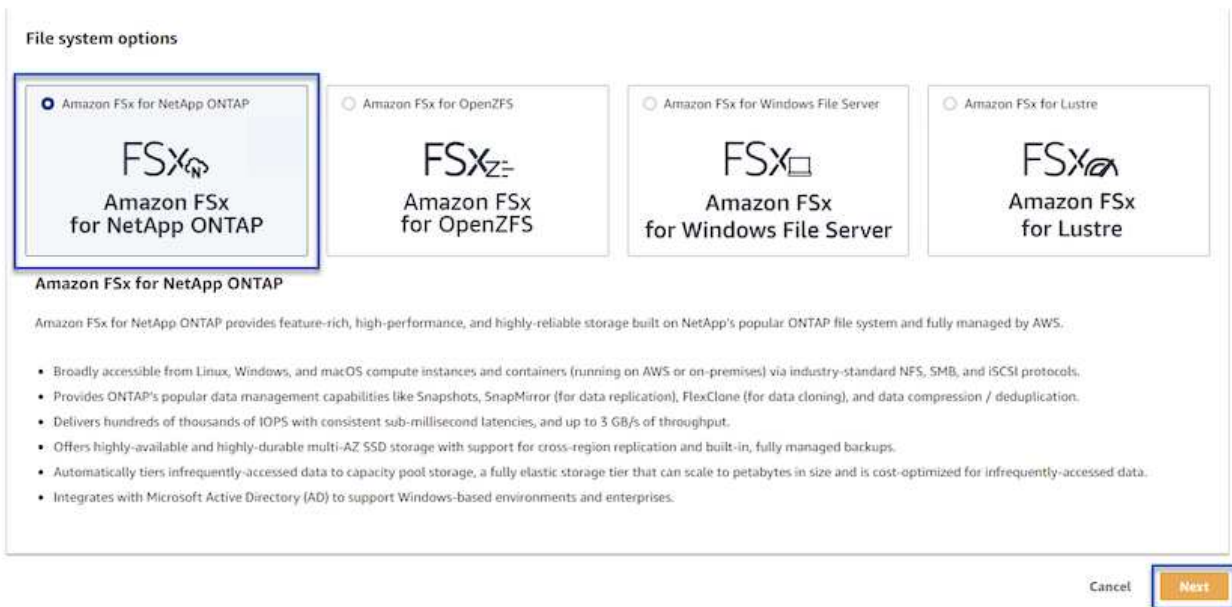 File system options
Amazon FSx for NetApp ONTAP
Amazon FSx for OpenZFS
Amazon FSx for Windows File Server
Amazon FSx for Lustre
FSx
Amazon FSx
for NetApp ONTAP
FSx
Amazon FSx
for OpenZFS
FSx
Amazon FSx
for Windows File Server
FSx
Amazon FSx
for Lustre
Amazon FSx for NetApp ONTAP
Amazon FSx for NetApp ONTAP provides feature-rich, high-performance, and highly-reliable storage built on NetApp's popular ONTAP file system and fully managed by AWS.
• Broadly accessible from Linux, Windows, and macOS compute instances and containers (running on AWS or on-premises) via industry-standard NFS, SMB, and iSCSI protocols.
• Provides ONTAP's popular data management capabilities like Snapshots, SnapMirror (for data replication), FlexClone (for data cloning), and data compression / deduplication.
• Delivers hundreds of thousands of IOPS with consistent sub-millisecond latencies, and up to 3 GB/s of throughput.
• Offers highly-available and highly-durable multi-AZ SSD storage with support for cross-region replication and built-in, fully managed backups.
• Automatically tiers infrequently-accessed data to capacity pool storage, a fully elastic storage tier that can scale to petabytes in size and is cost-optimized for infrequently-accessed data.
• Integrates with Microsoft Active Directory (AD) to support Windows-based environments and enterprises.
Cancel
Next